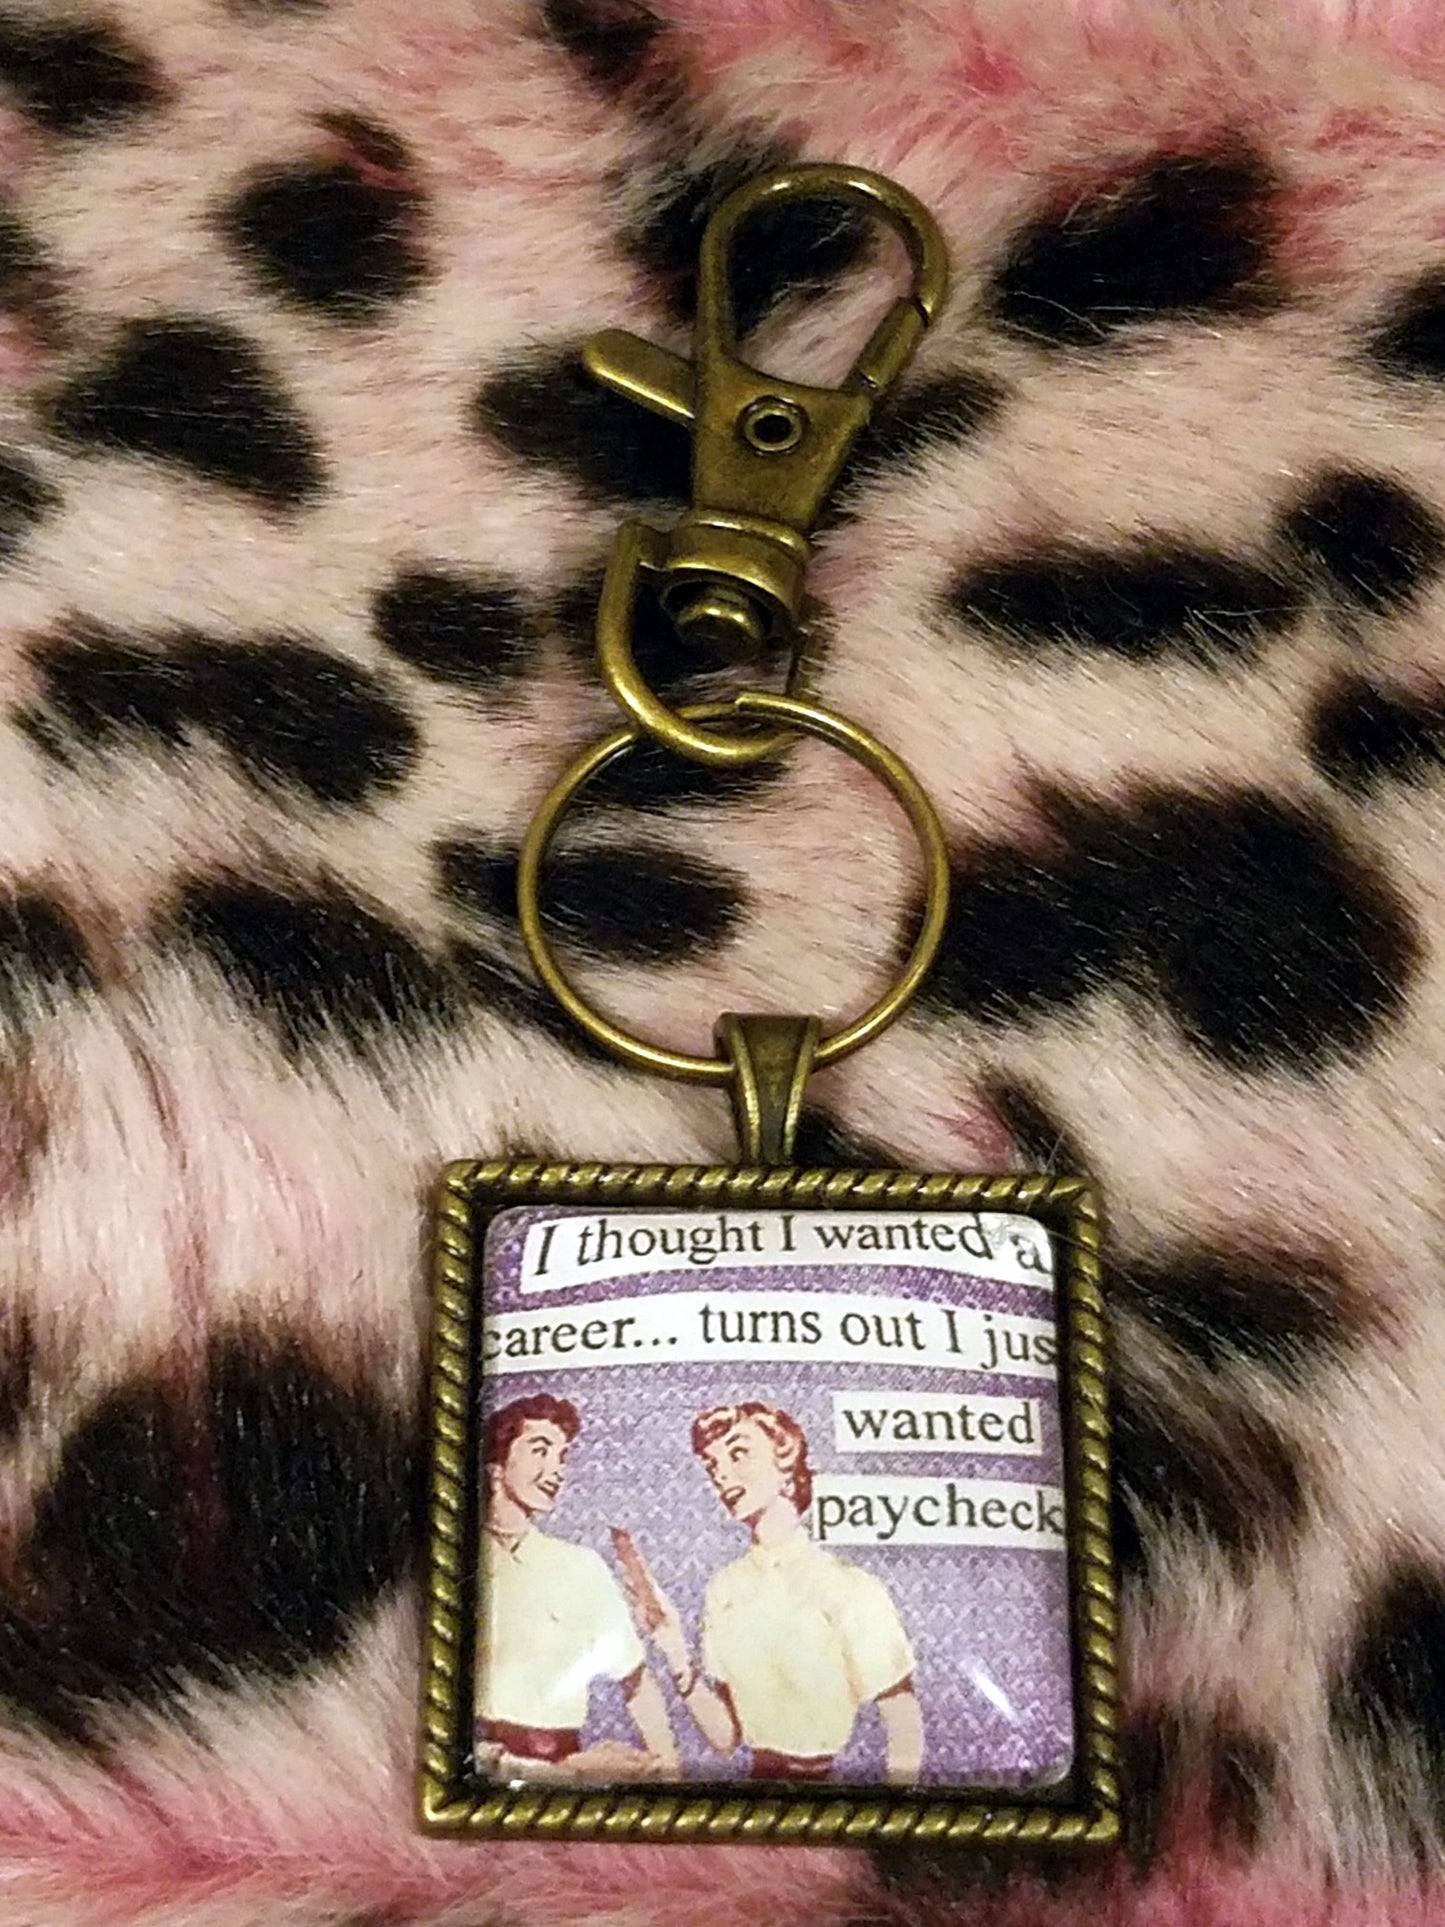 I thought I wanted a
career... turns out I jus
wanted
paycheck